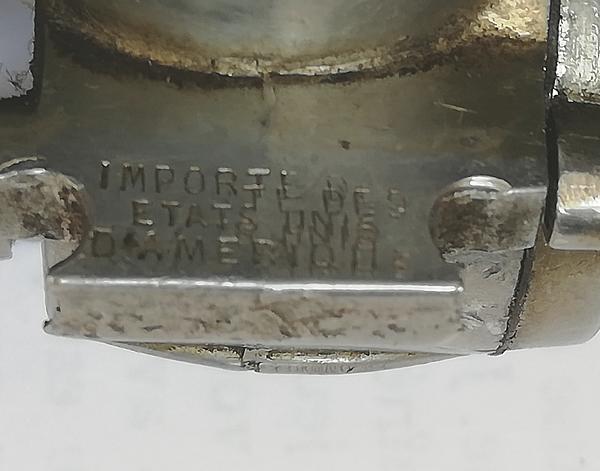 IMPORTE DES
ETATS UNIS
D'AMERIQUE